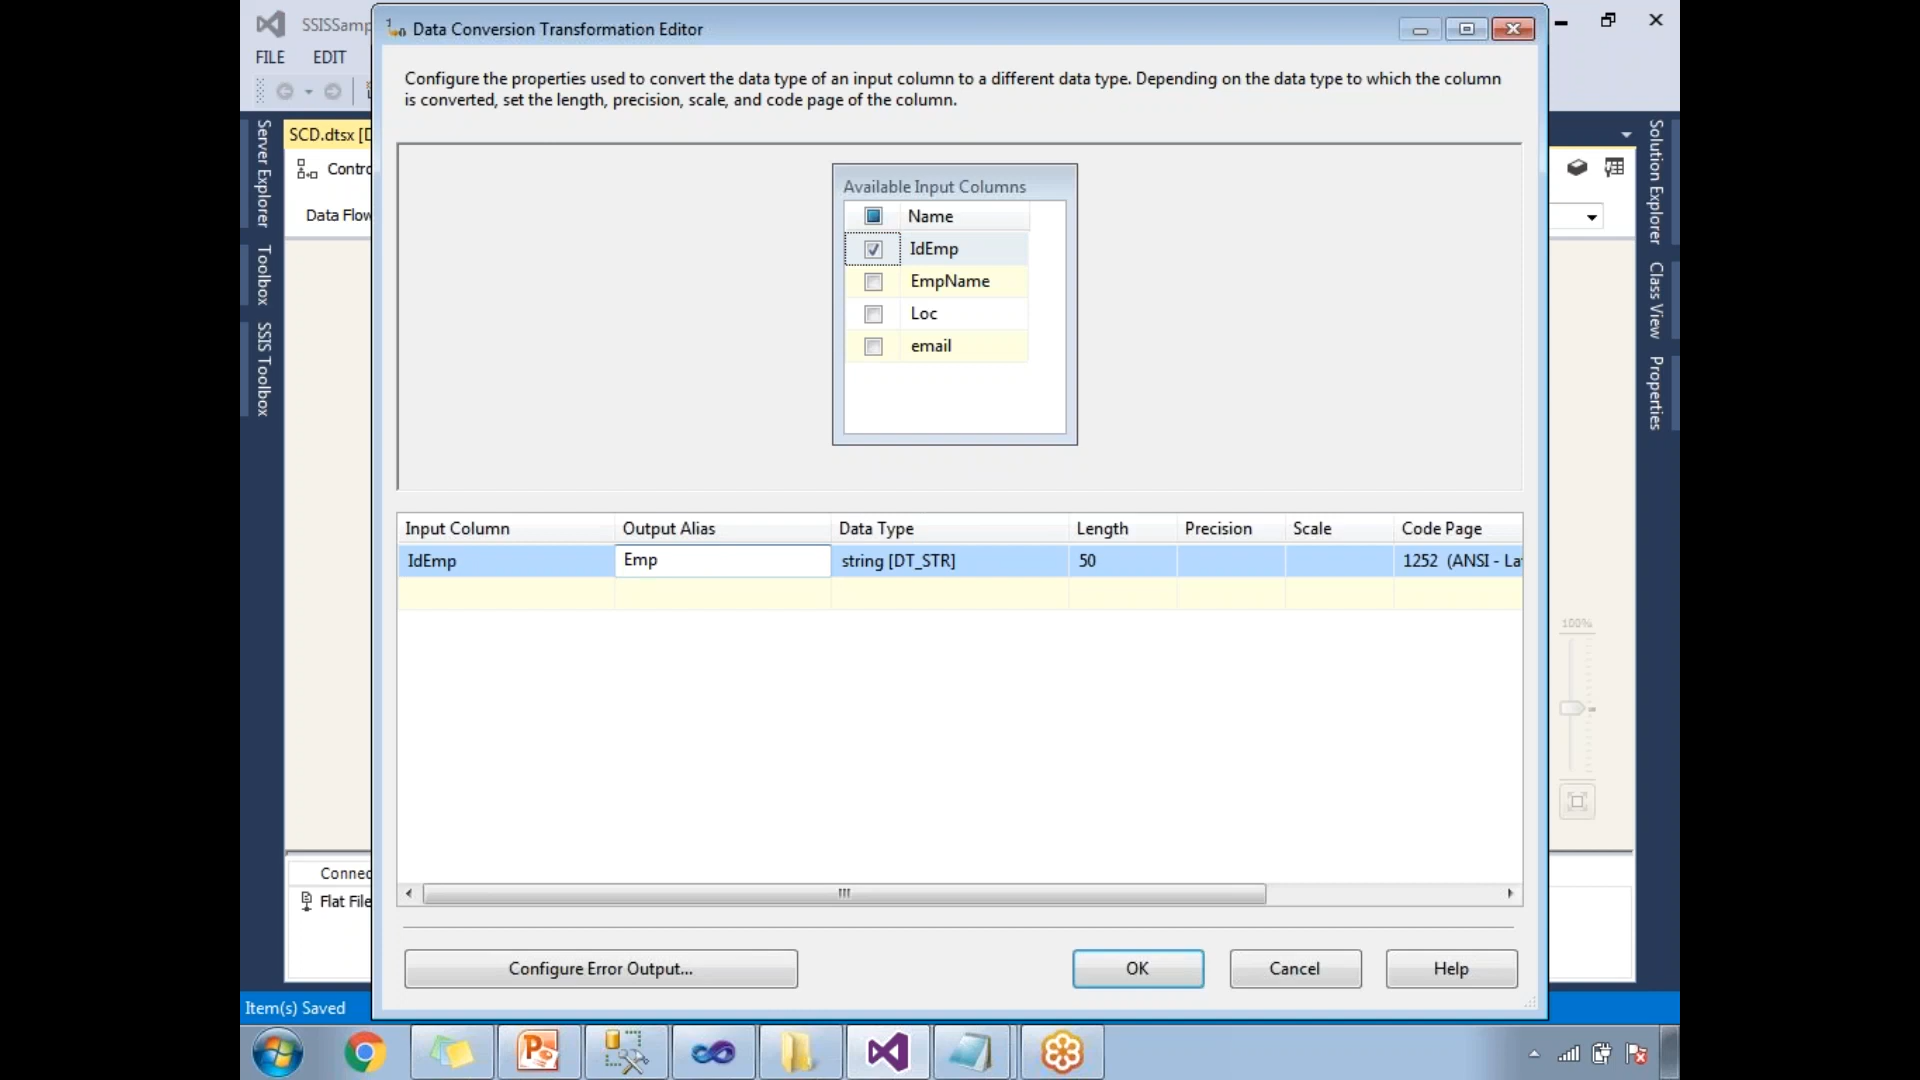 SSISSamp
Data Conversion Transformation Editor
FILE EDIT
Configure the properties used to convert the data type of an input column to a different data type. Depending on the data type to which the column
is converted, set the length, precision, scale, and code page of the column.
SCD.dtsx [D
Contro
Data Flow
Server Explorer
Toolbox
SSIS Toolbox
Available Input Columns
Name
IdEmp
EmpName
Loc
email
Solution Explorer
Class View
Properties
Input Column Output Alias Data Type Length Precision Scale Code Page
IdEmp Emp string [DT_STR] 50 1252 (ANSI - La
100%
Connec
Flat File
Configure Error Output... OK Cancel Help
Item(s) Saved